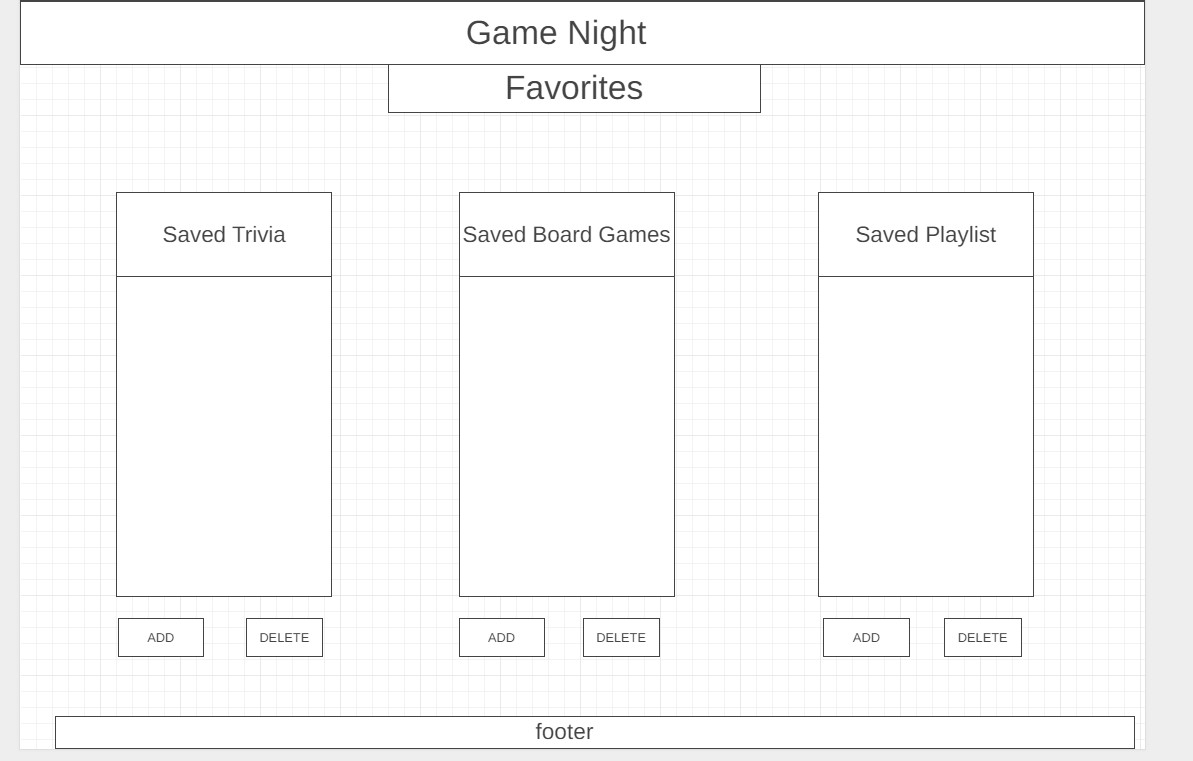 Game Night
Favorites
Saved Trivia
Saved Board Games
Saved Playlist
ADD
DELETE
ADD
DELETE
ADD
DELETE
footer